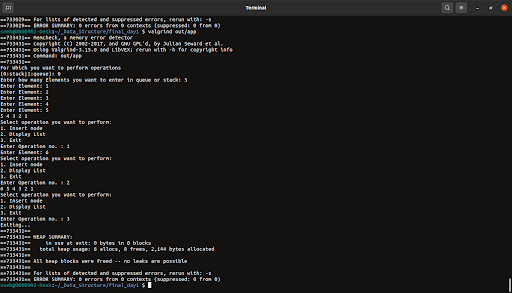 Terminal
==733029== For lists of detected and suppressed errors, rerun with: -s
==733029== ERROR SUMMARY: 0 errors from 0 contexts (suppressed: 0 from 0)
$ valgrind out/app
==733431== Memcheck, a memory error detector
==733431== Copyright (C) 2002-2017, and GNU GPL'd, by Julian Seward et al.
==733431== Using Valgrind-3.15.0 and LibVEX; rerun with -h for copyright info
==733431== Command: out/app
==733431==
For Which you want to perform operations
(0:stack|1:queue): 0
Enter how many Elements you want to enter in queue or stack: 5
Enter Element: 1
Enter Element: 2
Enter Element: 3
Enter Element: 4
Enter Element: 5
5 4 3 2 1
Select operation you want to perform:
1. Insert node
2. Display List
3. Exit
Enter Operation no. : 1
Enter Element: 6
Select operation you want to perform:
1. Insert node
2. Display List
3. Exit
Enter Operation no. : 2
6 5 4 3 2 1
Select operation you want to perform:
1. Insert node
2. Display List
3. Exit
Enter Operation no. : 3
Exiting...
==733431==
==733431== HEAP SUMMARY:
==733431== in use at exit: 0 bytes in 0 blocks
==733431== total heap usage: 8 allocs, 8 frees, 2,144 bytes allocated
==733431==
==733431== All heap blocks were freed -- no leaks are possible
==733431==
==733431== For lists of detected and suppressed errors, rerun with: -s
==733431== ERROR SUMMARY: 0 errors from 0 contexts (suppressed: 0 from 0)
$